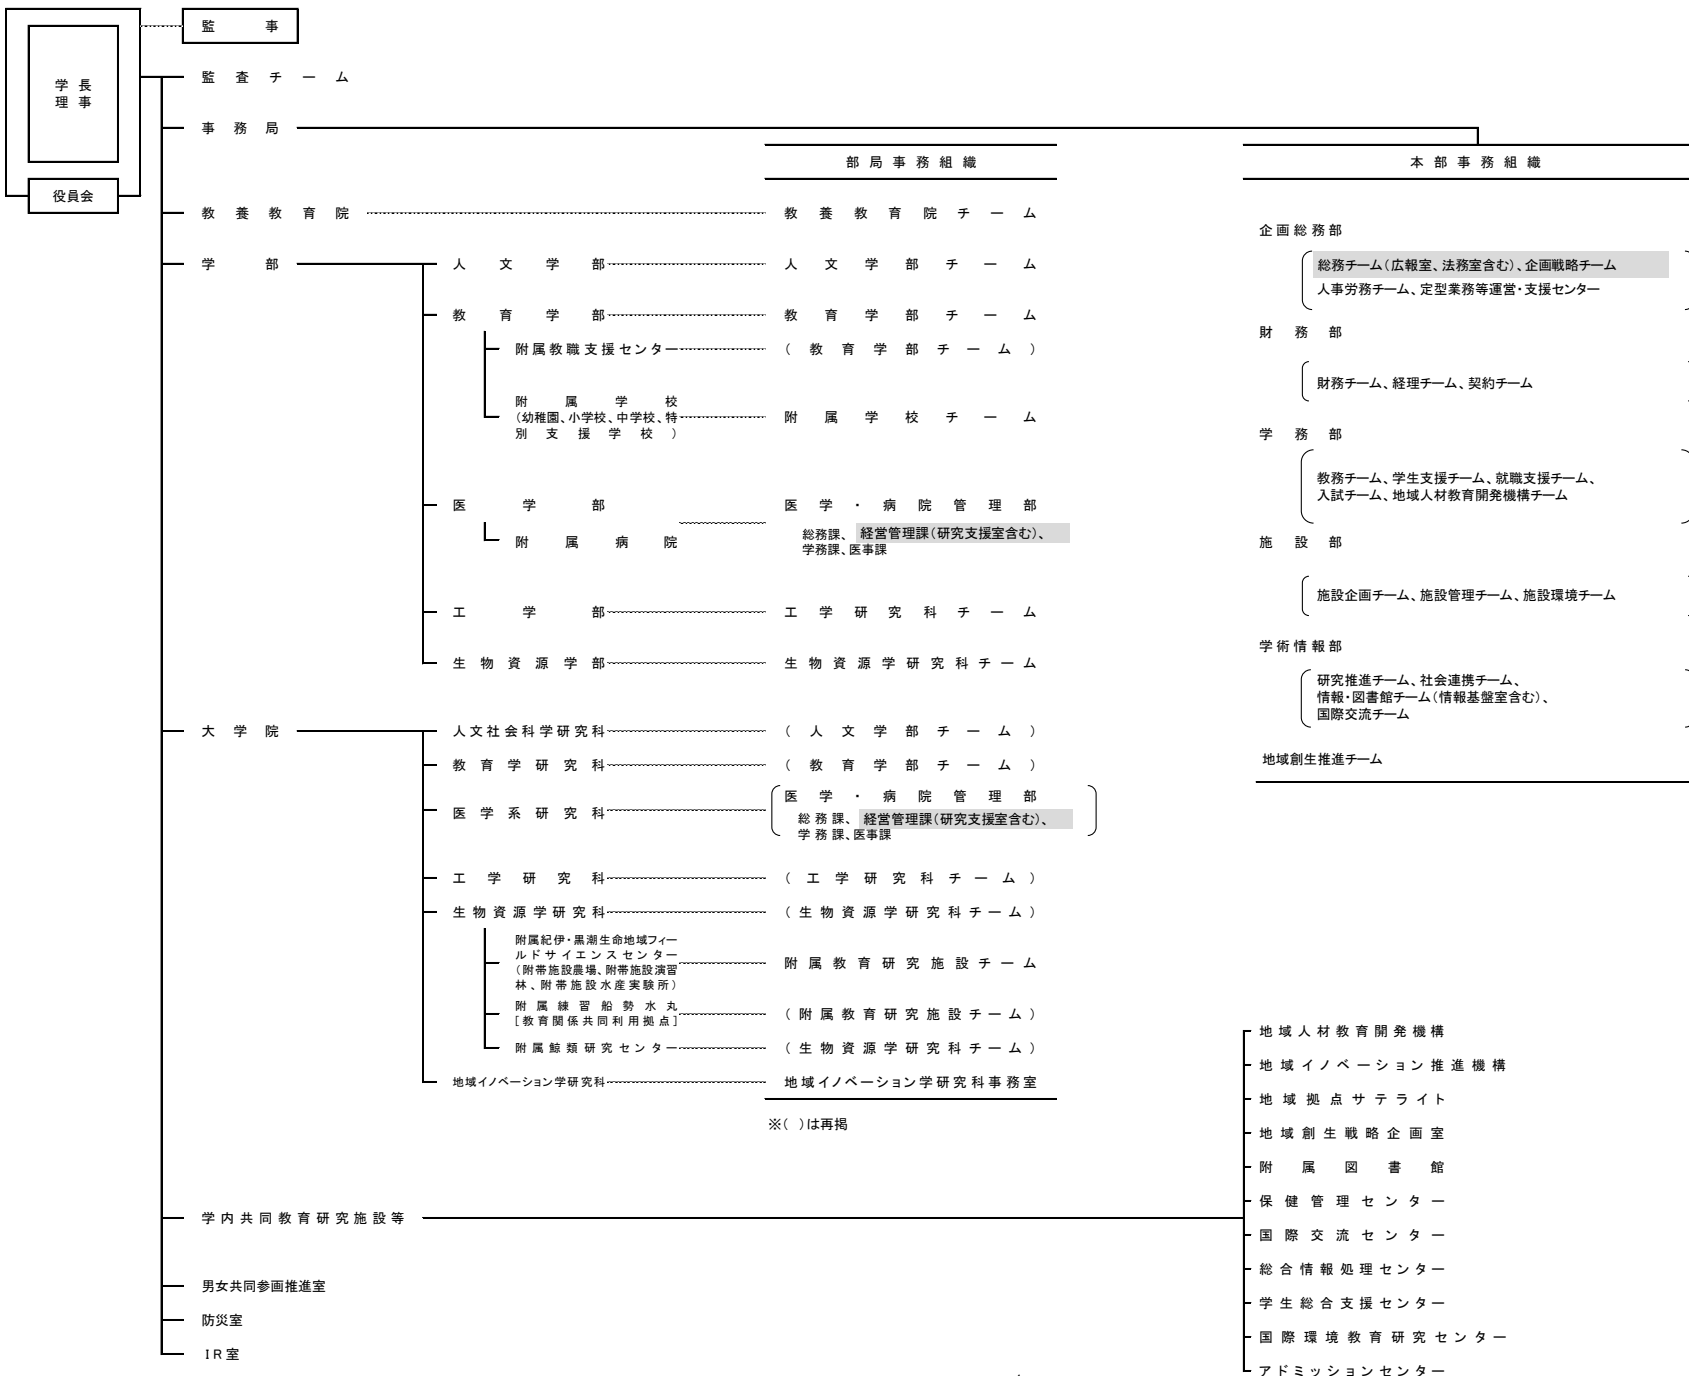 監事
学長
理事
役員会
監査チーム
事務局
部局事務組織
本部事務組織
教養教育院
教養教育院チーム
学部
人文学部
人文学部チーム
教育学部
教育学部チーム
附属教職支援センター
(教育学部チーム)
附属学校
(幼稚園、小学校、中学校、特
別支援学校)
附属学校チーム
医学部
医学・病院管理部
附属病院
総務課、経営管理課(研究支援室含む)、
学務課、医事課
工学部
工学研究科チーム
生物資源学部
生物資源学研究科チーム
大学院
人文社会科学研究科
(人文学部チーム)
教育学研究科
(教育学部チーム)
医学系研究科
医学・病院管理部
総務課、経営管理課(研究支援室含む)、
学務課、医事課
工学研究科
(工学研究科チーム)
生物資源学研究科
(生物資源学研究科チーム)
附属紀伊・黒潮生命地域フィー
ルドサイエンスセンター
(附帯施設農場、附帯施設演習
林、附帯施設水産実験所)
附属教育研究施設チーム
附属練習船勢水丸
[教育関係共同利用拠点]
(附属教育研究施設チーム)
附属鯨類研究センター
(生物資源学研究科チーム)
地域イノベーション学研究科
地域イノベーション学研究科事務室
※( )は再掲
企画総務部
総務チーム(広報室、法務室含む)、企画戦略チーム
人事労務チーム、定型業務等運営・支援センター
財務部
財務チーム、経理チーム、契約チーム
学務部
教務チーム、学生支援チーム、就職支援チーム、
入試チーム、地域人材教育開発機構チーム
施設部
施設企画チーム、施設管理チーム、施設環境チーム
学術情報部
研究推進チーム、社会連携チーム、
情報・図書館チーム(情報基盤室含む)、
国際交流チーム
地域創生推進チーム
学内共同教育研究施設等
地域人材教育開発機構
地域イノベーション推進機構
地域拠点サテライト
地域創生戦略企画室
附属図書館
保健管理センター
国際交流センター
総合情報処理センター
学生総合支援センター
国際環境教育研究センター
アドミッションセンター
男女共同参画推進室
防災室
IR室